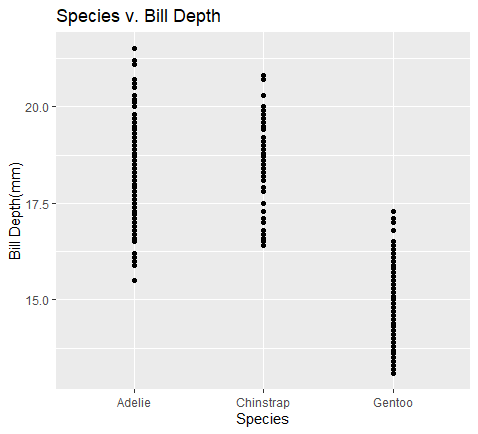 Species v. Bill Depth
Bill Depth(mm)
20.0
17.5
15.0
Adelie Chinstrap Gentoo
Species